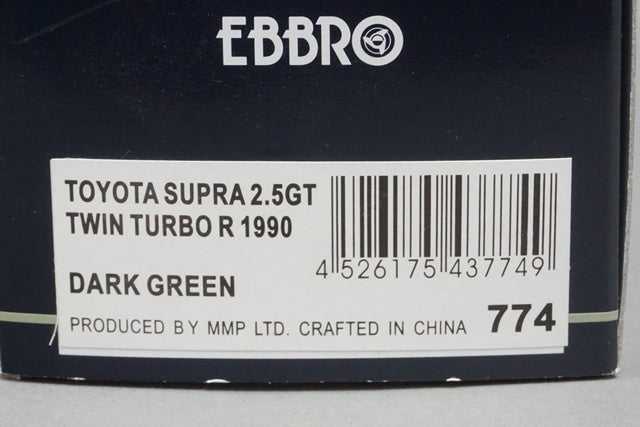 EBBRO
TOYOTA SUPRA 2.5GT
TWIN TURBO R 1990
4 526175 437749
DARK GREEN
PRODUCED BY MMP LTD. CRAFTED IN CHINA 774